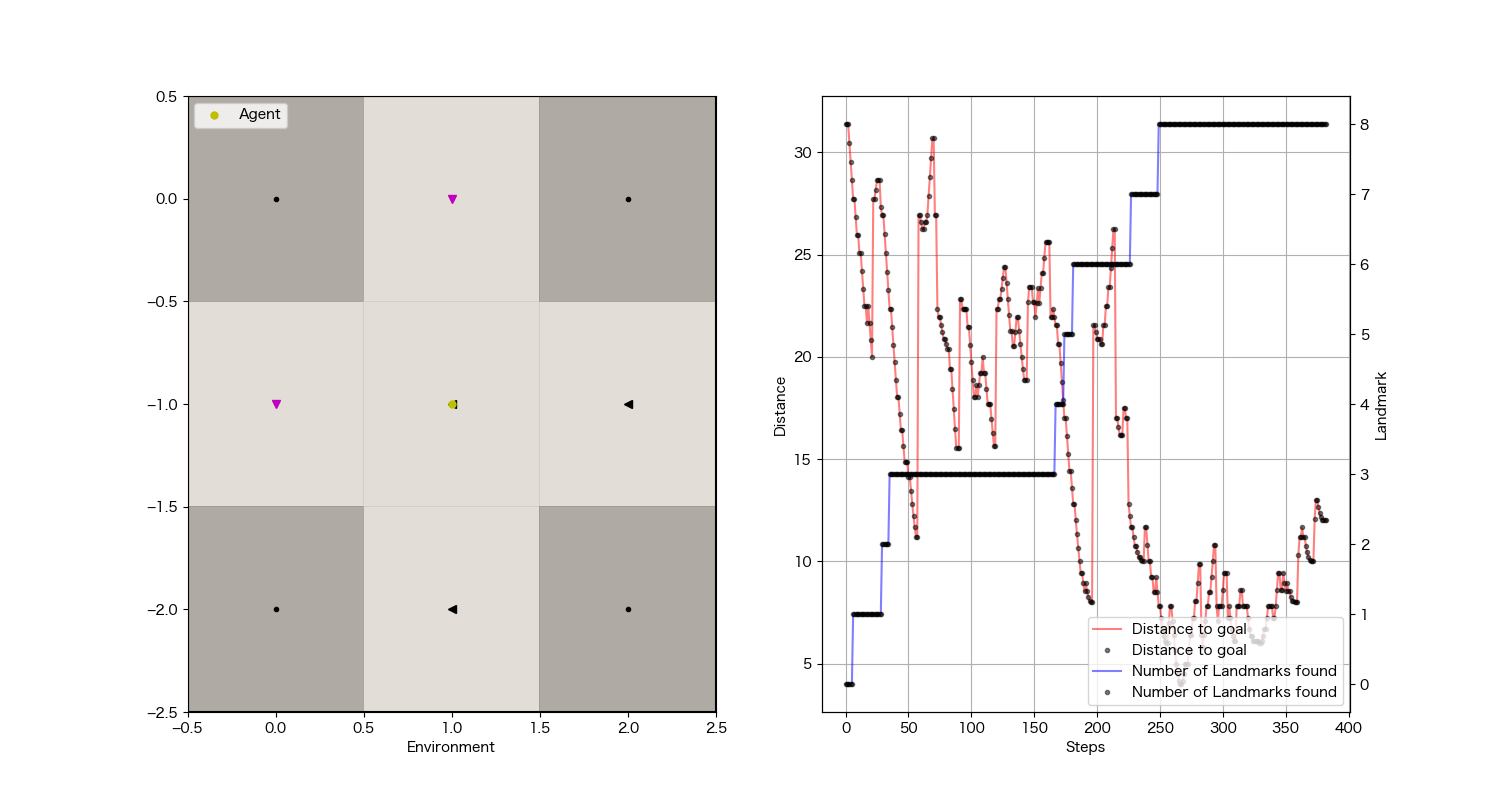 Agent
0.5
0.0
−0.5
−1.0
−1.5
−2.0
−2.5
−0.5 0.0 0.5 1.0 1.5 2.0 2.5
Environment
Distance
30
25
20
15
10
5
0 50 100 150 200 250 300 350 400
Steps
8
7
6
5
4
3
2
1
0
Landmark
Distance to goal
Distance to goal
Number of Landmarks found
Number of Landmarks found